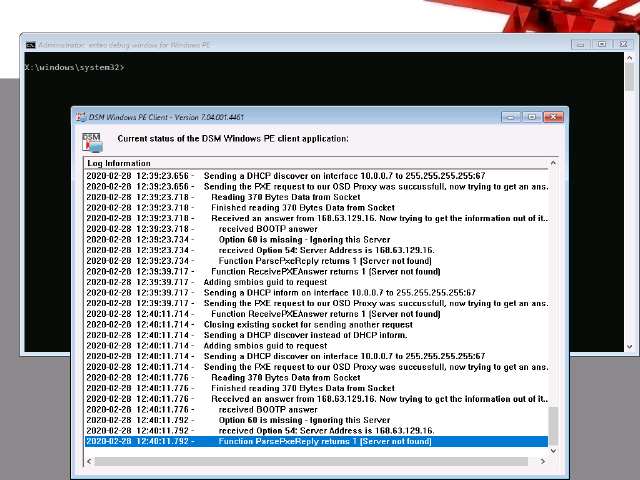 Administrator: enteo debug window for Windows PE
X:\windows\system32>
DSM Windows PE Client - Version 7.04.001.4461
DSM
Current status of the DSM Windows PE client application:
Log Information
2020-02-28 12:39:23.656 - Sending a DHCP discover on interface 10.0.0.7 to 255.255.255.255:67
2020-02-28 12:39:23.656 - Sending the PXE request to our OSD Proxy was successfull, now trying to get an ans.
2020-02-28 12:39:23.718 - Reading 370 Bytes Data from Socket
2020-02-28 12:39:23.718 - Finished reading 370 Bytes Data from Socket
2020-02-28 12:39:23.718 - Received an answer from 168.63.129.16. Now trying to get the information out of it..
2020-02-28 12:39:23.718 - received BOOTP answer
2020-02-28 12:39:23.734 - Option 60 is missing - Ignoring this Server
2020-02-28 12:39:23.734 - received Option 54: Server Address is 168.63.129.16.
2020-02-28 12:39:23.734 - Function ParsePxeReply returns 1 (Server not found)
2020-02-28 12:39:39.717 - Function ReceivePXEAnswer returns 1 (Server not found)
2020-02-28 12:39:39.717 - Adding smbios guid to request
2020-02-28 12:39:39.717 - Sending a DHCP inform on interface 10.0.0.7 to 255.255.255.255:67
2020-02-28 12:39:39.717 - Sending the PXE request to our OSD Proxy was successfull, now trying to get an ans.
2020-02-28 12:40:11.714 - Function ReceivePXEAnswer returns 1 (Server not found)
2020-02-28 12:40:11.714 - Closing existing socket for sending another request
2020-02-28 12:40:11.714 - Sending a DHCP discover instead of DHCP inform.
2020-02-28 12:40:11.714 - Adding smbios guid to request
2020-02-28 12:40:11.714 - Sending a DHCP discover on interface 10.0.0.7 to 255.255.255.255:67
2020-02-28 12:40:11.714 - Sending the PXE request to our OSD Proxy was successfull, now trying to get an ans.
2020-02-28 12:40:11.776 - Reading 370 Bytes Data from Socket
2020-02-28 12:40:11.776 - Finished reading 370 Bytes Data from Socket
2020-02-28 12:40:11.776 - Received an answer from 168.63.129.16. Now trying to get the information out of it..
2020-02-28 12:40:11.776 - received BOOTP answer
2020-02-28 12:40:11.792 - Option 60 is missing - Ignoring this Server
2020-02-28 12:40:11.792 - received Option 54: Server Address is 168.63.129.16.
2020-02-28 12:40:11.792 - Function ParsePxeReply returns 1 (Server not found)